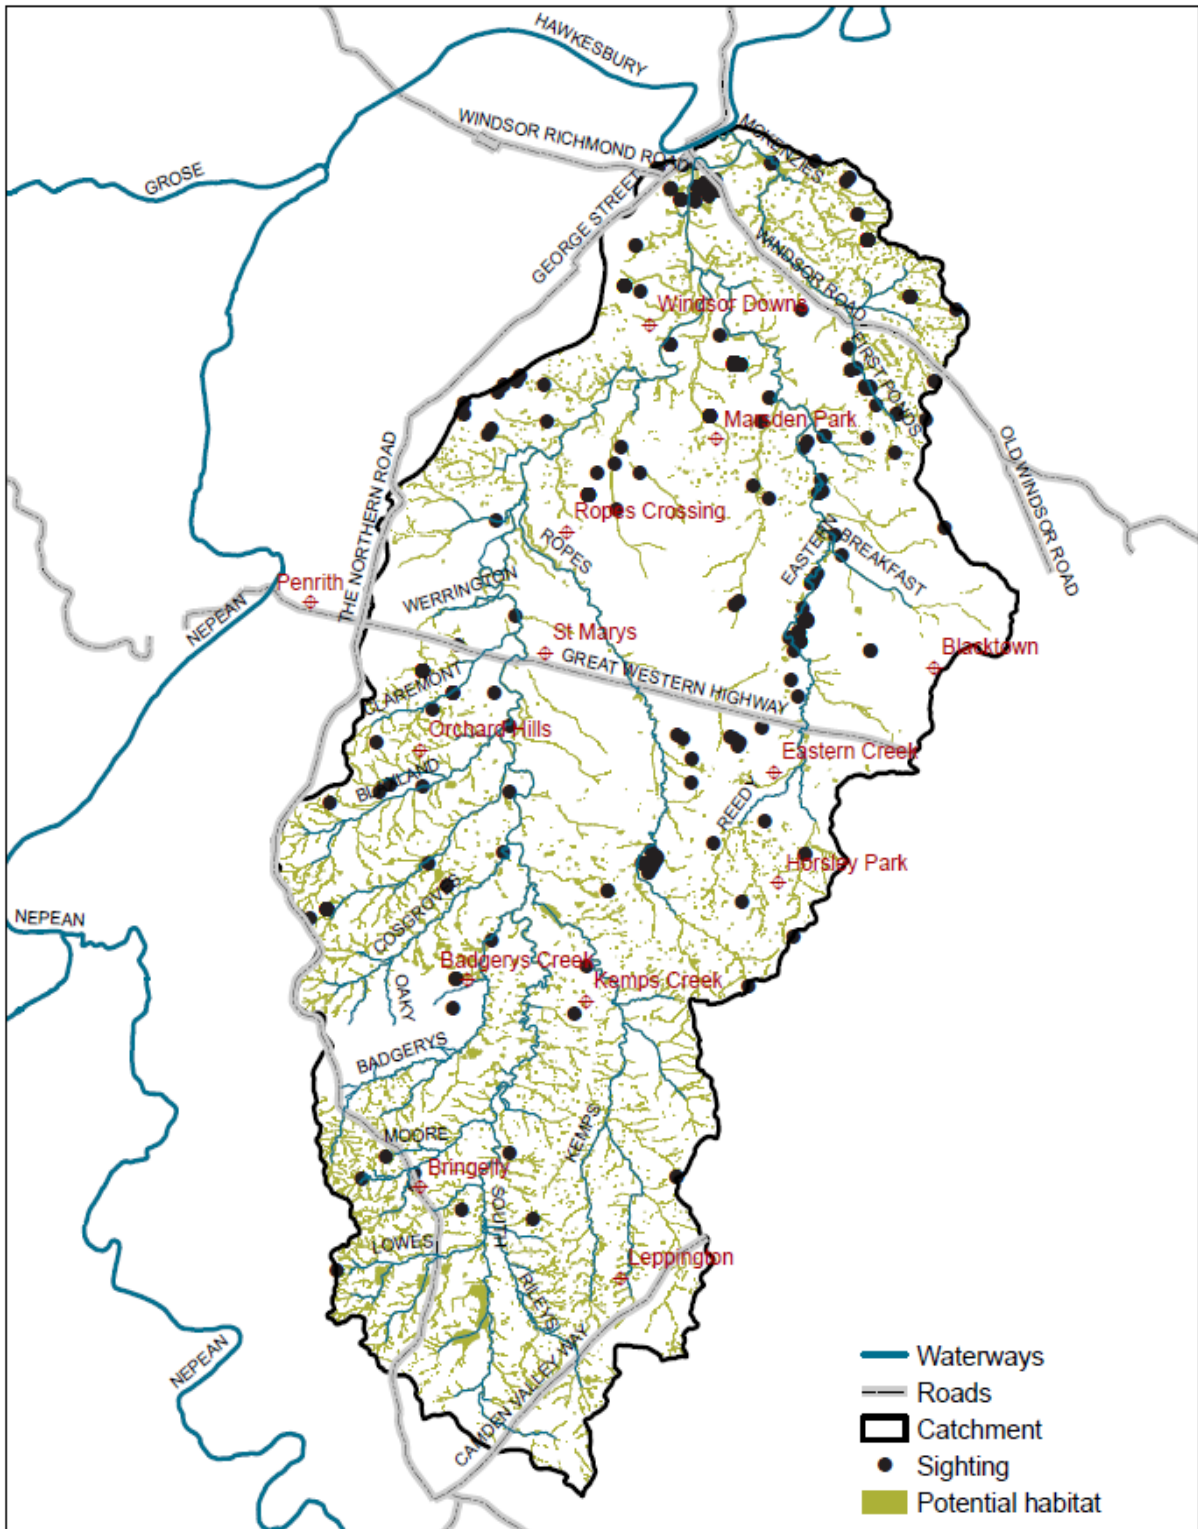 HAWKESBURY
WINDSOR RICHMOND ROAD
MCKENZIES
GROSE
GEORGE STREET
WINDSOR ROAD
Windsor Downs
FIRST PONDS
Marsden Park
OLD WINDSOR ROAD
THE NORTHERN ROAD
Ropes Crossing
ROPES
EASTERN
BREAKFAST
Penrith
WERRINGTON
NEPEAN
St Marys
Blacktown
GREAT WESTERN HIGHWAY
CLAREMONT
Orchard Hills
Eastern Creek
BLAXLAND
REEDY
Horsley Park
COSGROVES
NEPEAN
Badgerys Creek
Kemps Creek
OAKY
BADGERYS
KEMPS
MOORE
Bringelly
SOUTH
LOWES
Leppington
RILEYS
NEPEAN
CAMDEN VALLEY WAY
Waterways
Roads
Catchment
Sighting
Potential habitat